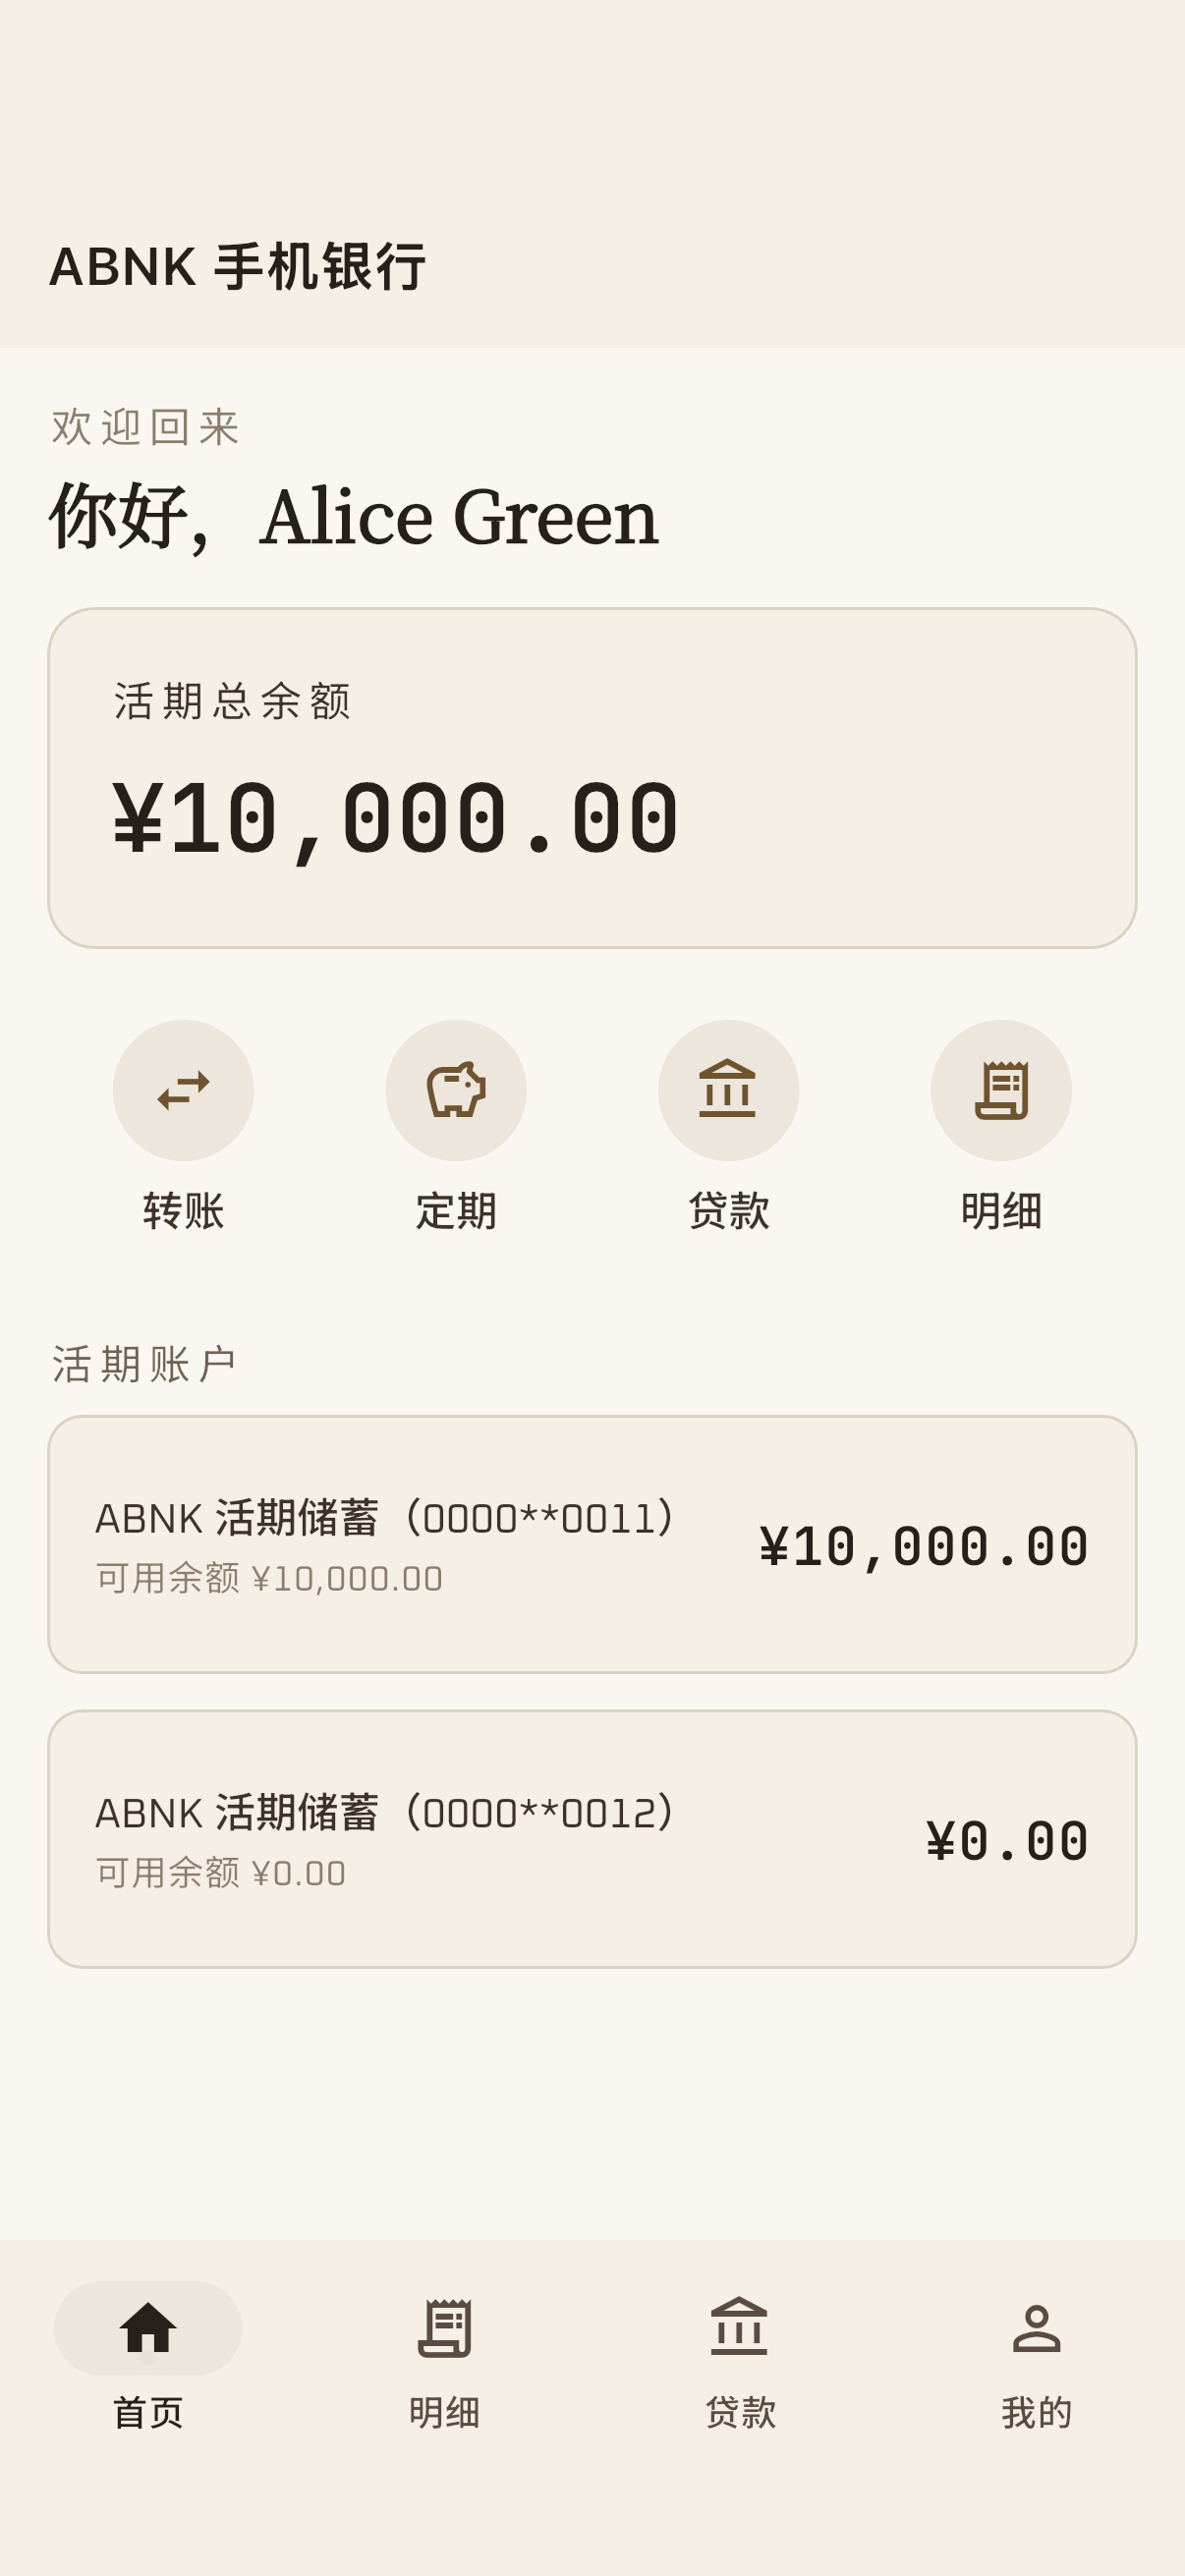 ABNK 手机银行
欢迎回来
你好，Alice Green
活期总余额
¥10,000.00
转账 定期 贷款 明细
活期账户
ABNK 活期储蓄（0000**0011）
¥10,000.00
可用余额 ¥10,000.00
ABNK 活期储蓄（0000**0012）
¥0.00
可用余额 ¥0.00
首页 明细 贷款 我的